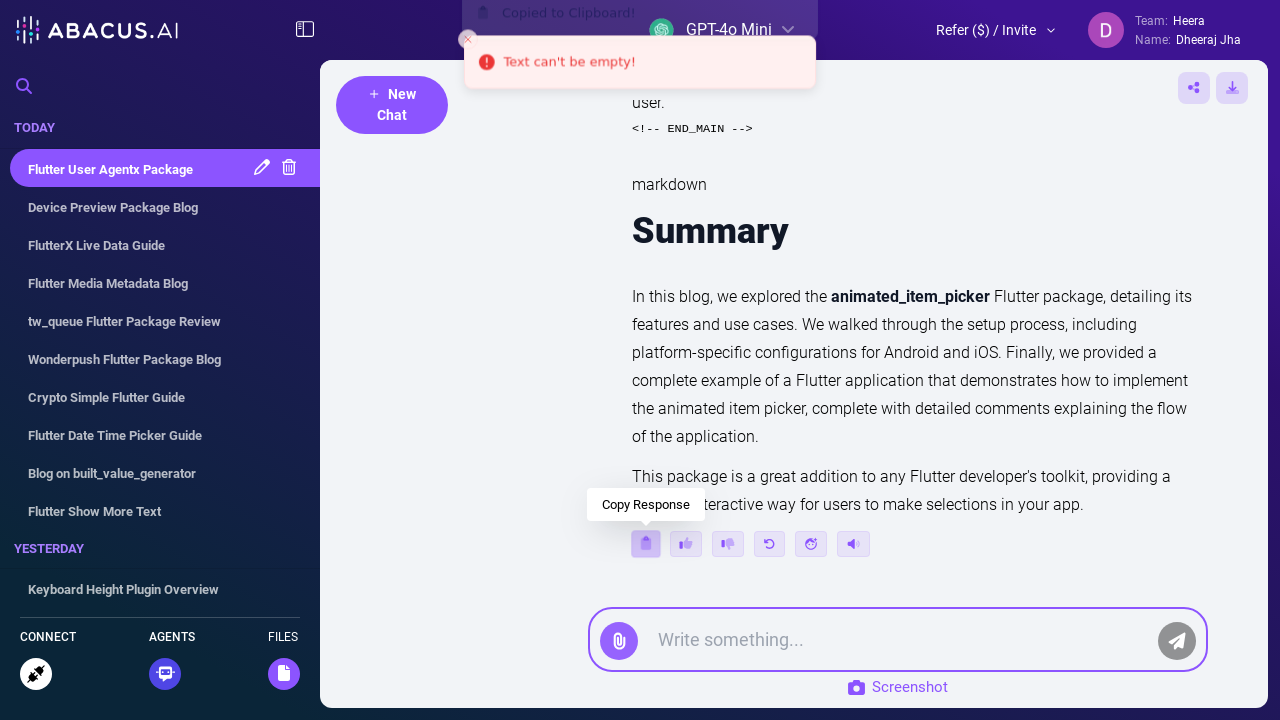 ABACUS.AI
TODAY
Flutter User Agentx Package
Device Preview Package Blog
FlutterX Live Data Guide
Flutter Media Metadata Blog
tw_queue Flutter Package Review
Wonderpush Flutter Package Blog
Crypto Simple Flutter Guide
Flutter Date Time Picker Guide
Blog on built_value_generator
Flutter Show More Text
YESTERDAY
Keyboard Height Plugin Overview
CONNECT
AGENTS
FILES
Copied to Clipboard!
GPT-4o Mini
Text can't be empty!
Refer ($) / Invite
D
Team: Heera
Name: Dheeraj Jha
+ New
Chat
user.
<!-- END_MAIN -->
markdown
Summary
In this blog, we explored the animated_item_picker Flutter package, detailing its
features and use cases. We walked through the setup process, including
platform-specific configurations for Android and iOS. Finally, we provided a
complete example of a Flutter application that demonstrates how to implement
the animated item picker, complete with detailed comments explaining the flow
of the application.
This package is a great addition to any Flutter developer's toolkit, providing a
teractive way for users to make selections in your app.
Copy Response
Write something...
Screenshot